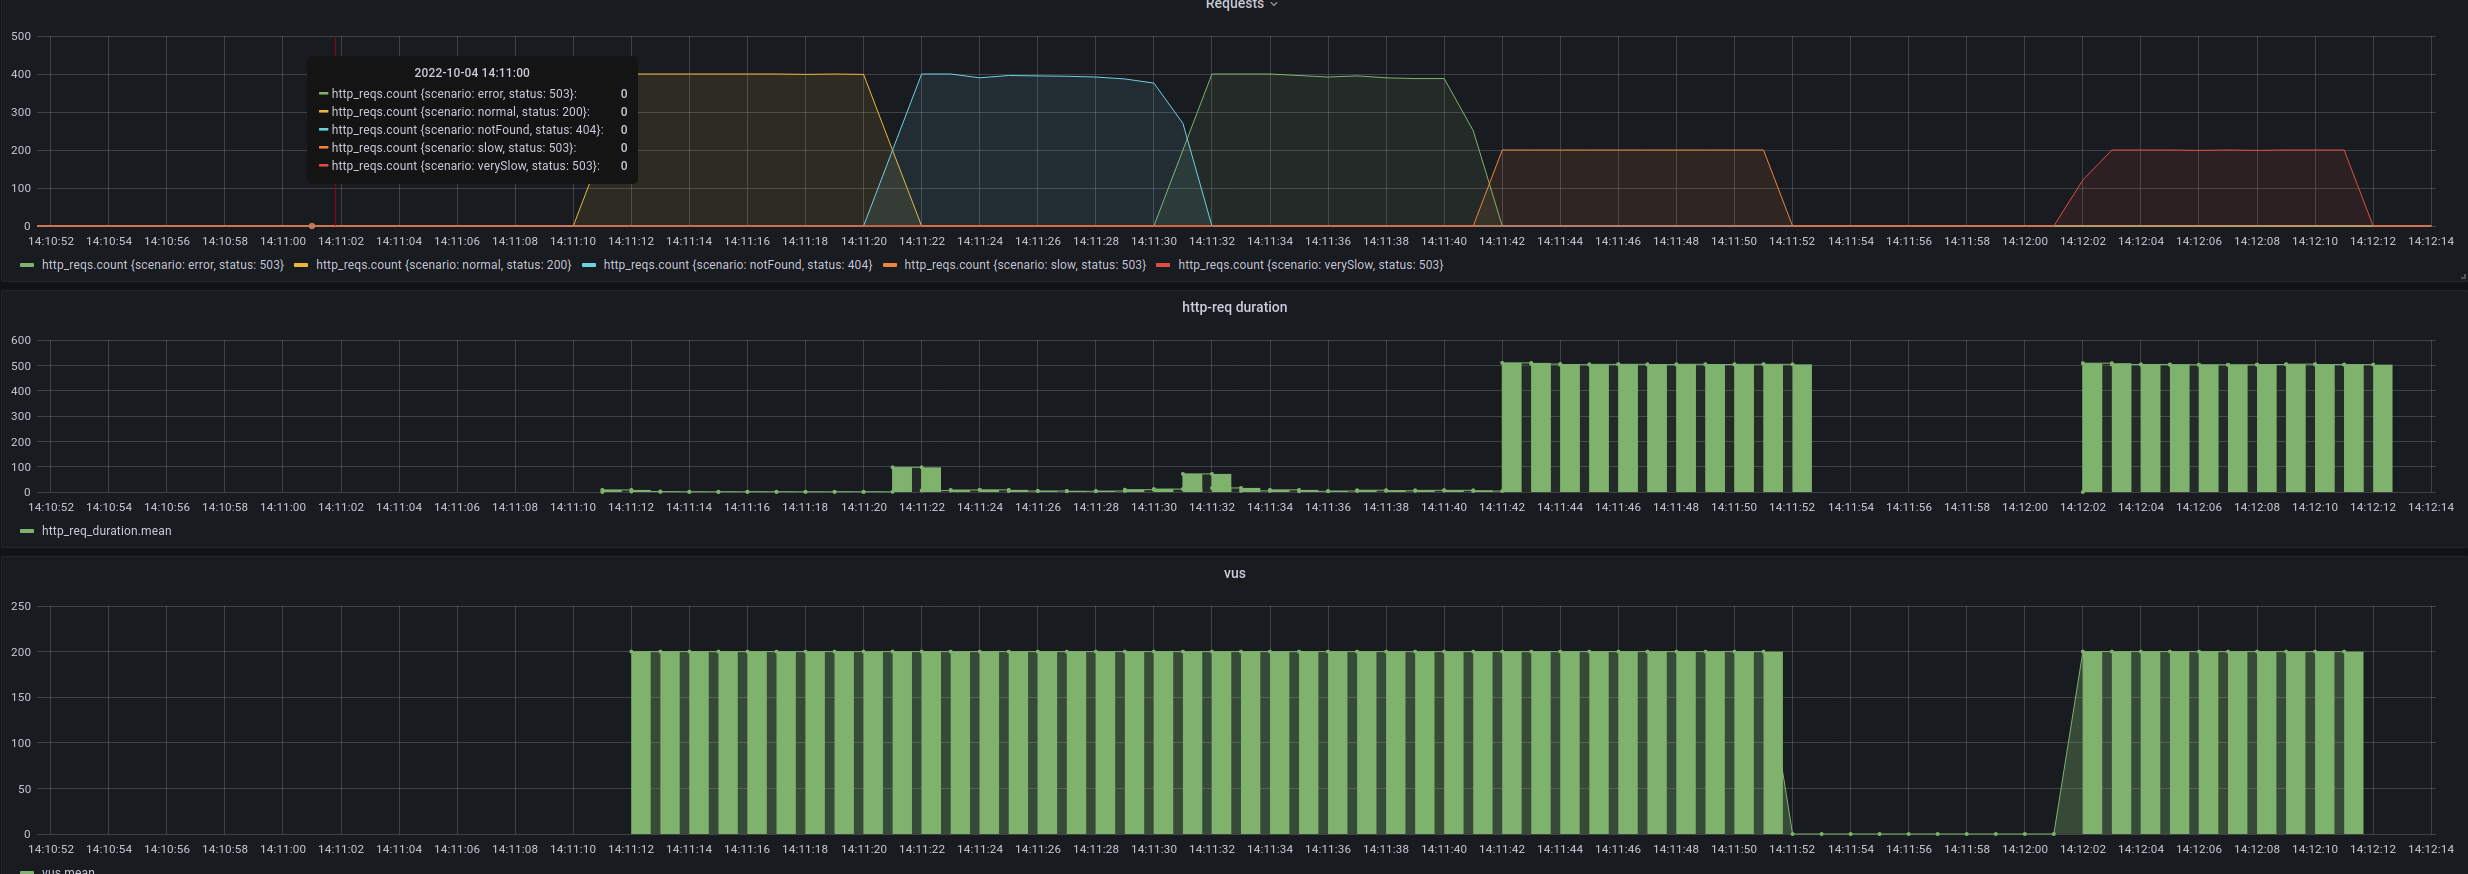 Requests
500
400
300
200
100
0
2022-10-04 14:11:00
http_reqs.count {scenario: error, status: 503}: 0
http_reqs.count {scenario: normal, status: 200}: 0
http_reqs.count {scenario: notFound, status: 404}: 0
http_reqs.count {scenario: slow, status: 503}: 0
http_reqs.count {scenario: verySlow, status: 503}: 0
14:10:52 14:10:54 14:10:56 14:10:58 14:11:00 14:11:02 14:11:04 14:11:06 14:11:08 14:11:10 14:11:12 14:11:14 14:11:16 14:11:18 14:11:20 14:11:22 14:11:24 14:11:26 14:11:28 14:11:30 14:11:32 14:11:34 14:11:36 14:11:38 14:11:40 14:11:42 14:11:44 14:11:46 14:11:48 14:11:50 14:11:52 14:11:54 14:11:56 14:11:58 14:12:00 14:12:02 14:12:04 14:12:06 14:12:08 14:12:10 14:12:12 14:12:14
http_reqs.count {scenario: error, status: 503} http_reqs.count {scenario: normal, status: 200} http_reqs.count {scenario: notFound, status: 404} http_reqs.count {scenario: slow, status: 503} http_reqs.count {scenario: verySlow, status: 503}
http-req duration
600
500
400
300
200
100
0
14:10:52 14:10:54 14:10:56 14:10:58 14:11:00 14:11:02 14:11:04 14:11:06 14:11:08 14:11:10 14:11:12 14:11:14 14:11:16 14:11:18 14:11:20 14:11:22 14:11:24 14:11:26 14:11:28 14:11:30 14:11:32 14:11:34 14:11:36 14:11:38 14:11:40 14:11:42 14:11:44 14:11:46 14:11:48 14:11:50 14:11:52 14:11:54 14:11:56 14:11:58 14:12:00 14:12:02 14:12:04 14:12:06 14:12:08 14:12:10 14:12:12 14:12:14
http_req_duration.mean
vus
250
200
150
100
50
0
14:10:52 14:10:54 14:10:56 14:10:58 14:11:00 14:11:02 14:11:04 14:11:06 14:11:08 14:11:10 14:11:12 14:11:14 14:11:16 14:11:18 14:11:20 14:11:22 14:11:24 14:11:26 14:11:28 14:11:30 14:11:32 14:11:34 14:11:36 14:11:38 14:11:40 14:11:42 14:11:44 14:11:46 14:11:48 14:11:50 14:11:52 14:11:54 14:11:56 14:11:58 14:12:00 14:12:02 14:12:04 14:12:06 14:12:08 14:12:10 14:12:12 14:12:14
vus.mean